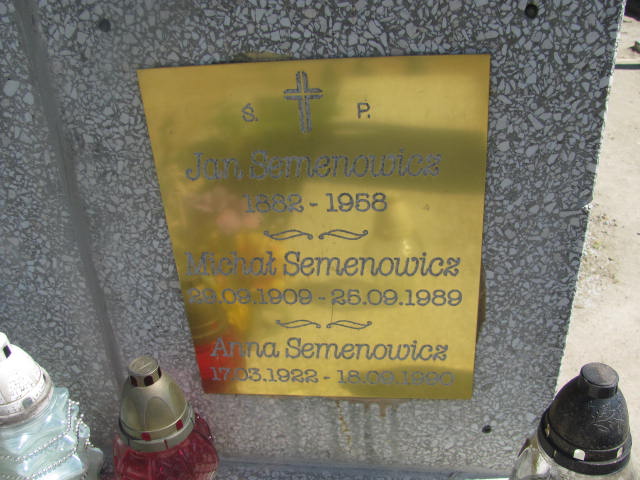 Ś. P.
Jan Semenowicz
1882 - 1958
Michał Semenowicz
29.09.1909 - 25.09.1989
Anna Semenowicz
17.03.1922 - 18.09.1990